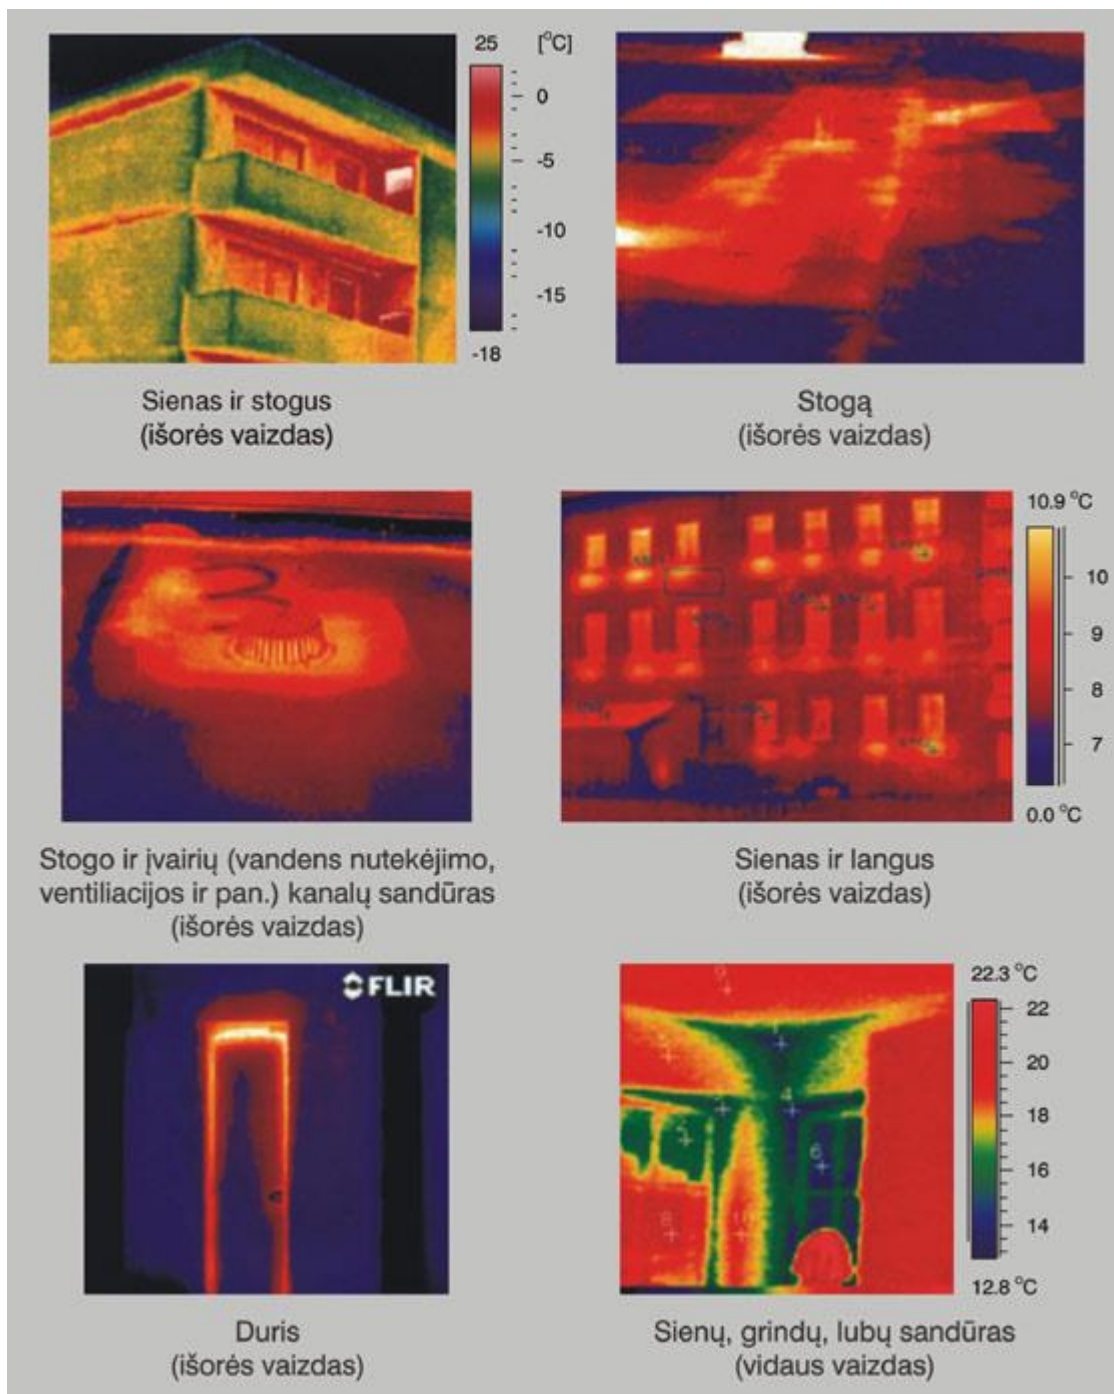 25 [°C]
0
-5
-10
-15
-18
Sienas ir stogus
(išorės vaizdas)
Stogą
(išorės vaizdas)
10.9 °C
10
9
8
7
0.0 °C
Stogo ir įvairių (vandens nutekėjimo,
ventiliacijos ir pan.) kanalų sandūras
(išorės vaizdas)
Sienas ir langus
(išorės vaizdas)
FLIR
22.3 °C
22
20
18
16
14
12.8 °C
4
6
Duris
(išorės vaizdas)
Sienų, grindų, lubų sandūras
(vidaus vaizdas)